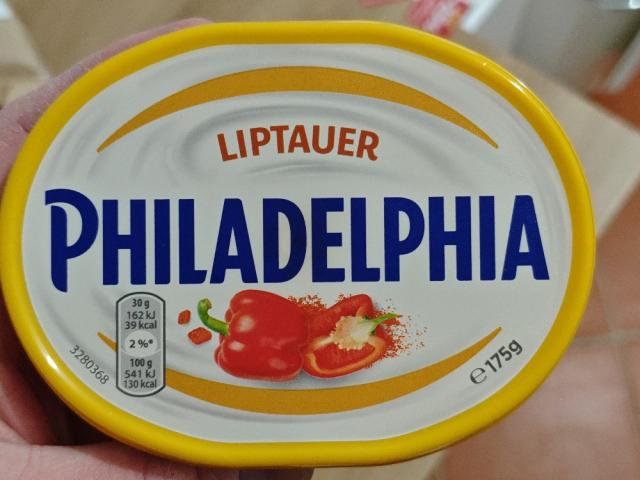 LIPTAUER
PHILADELPHIA
30 g
162 kJ
39 kcal
2 %*
100 g
541 kJ
130 kcal
3280368
℮175g